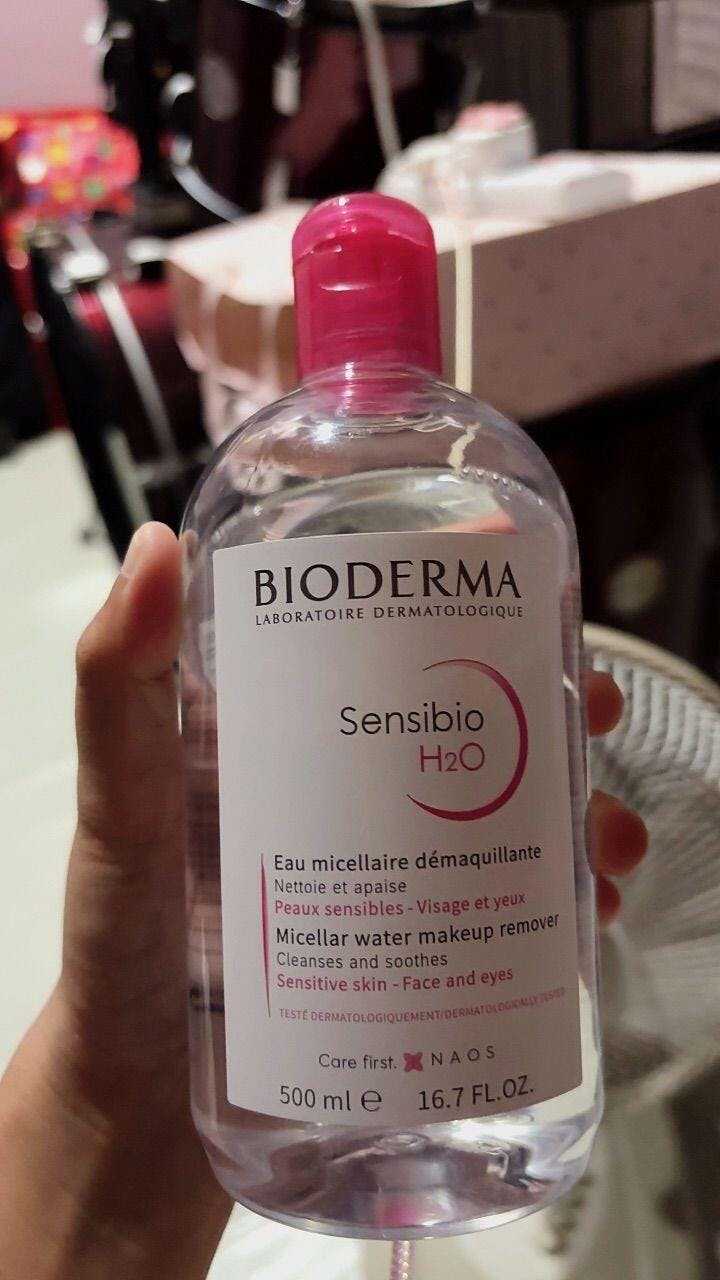 BIODERMA
LABORATOIRE DERMATOLOGIQUE
Sensibio
H2O
Eau micellaire démaquillante
Nettoie et apaise
Peaux sensibles - Visage et yeux
Micellar water makeup remover
Cleanses and soothes
Sensitive skin - Face and eyes
TESTÉ DERMATOLOGIQUEMENT/DERMATOLOGICALLY TESTED
Care first. NAOS
500 ml e 16.7 FL.OZ.